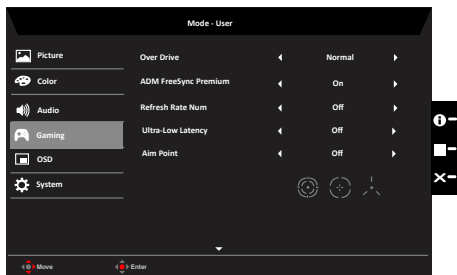 Mode - User
Picture
Over Drive Normal
Color
ADM FreeSync Premium On
Audio
Refresh Rate Num Off
Gaming
Ultra-Low Latency Off
OSD
Aim Point Off
System
Move Enter